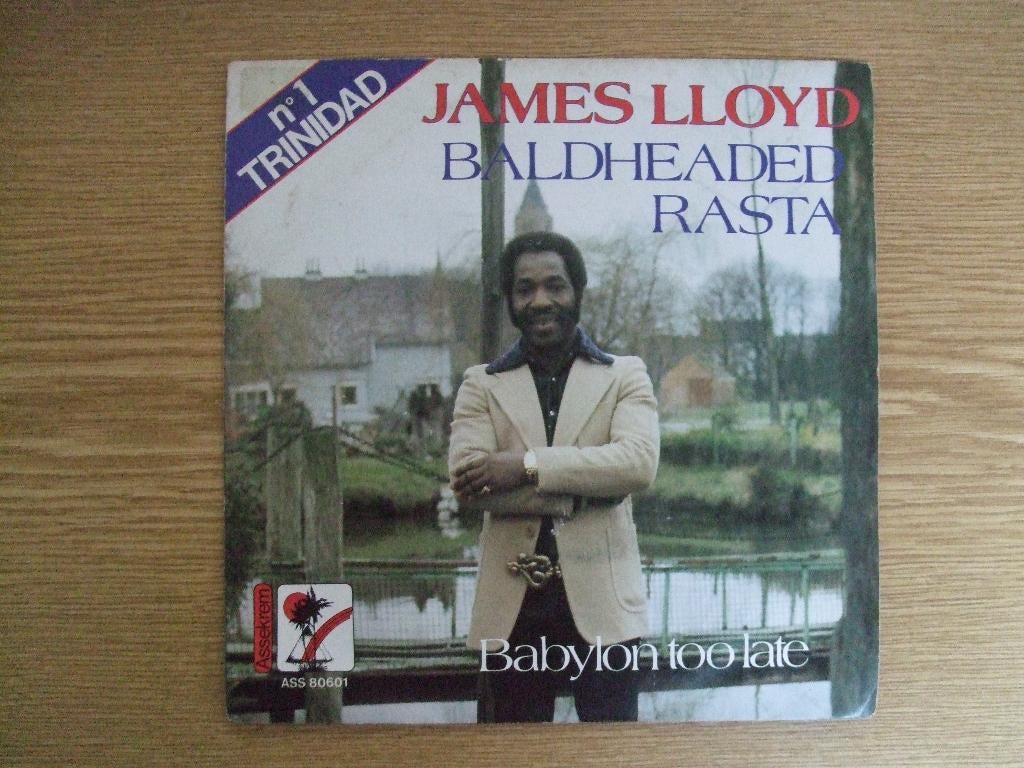 n° 1
TRINIDAD
JAMES LLOYD
BALDHEADED
RASTA
Babylon too late
Assekrem
ASS 80601